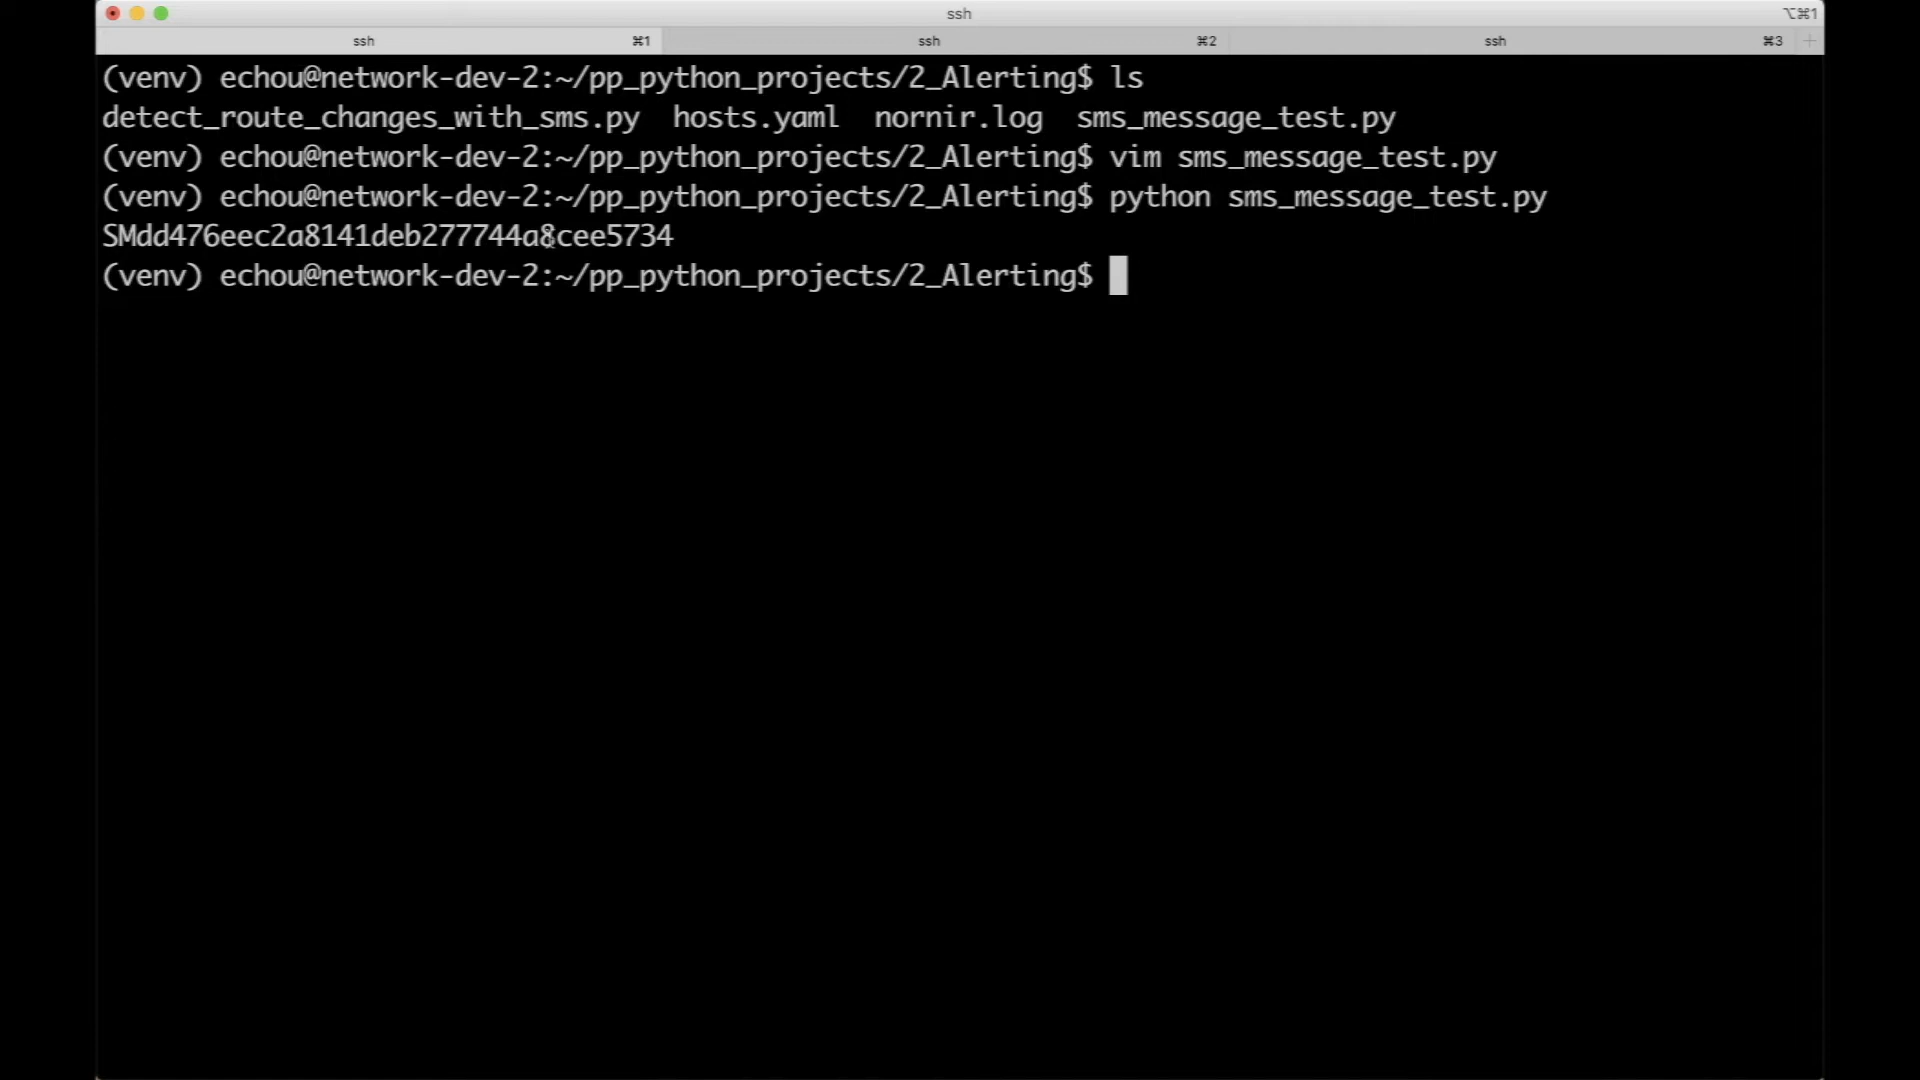 ssh
⌥⌘1
ssh ⌘1 ssh ⌘2 ssh ⌘3 +
(venv) echou@network-dev-2:~/pp_python_projects/2_Alerting$ ls
detect_route_changes_with_sms.py  hosts.yaml  nornir.log  sms_message_test.py
(venv) echou@network-dev-2:~/pp_python_projects/2_Alerting$ vim sms_message_test.py
(venv) echou@network-dev-2:~/pp_python_projects/2_Alerting$ python sms_message_test.py
SMdd476eec2a8141deb277744a8cee5734
(venv) echou@network-dev-2:~/pp_python_projects/2_Alerting$